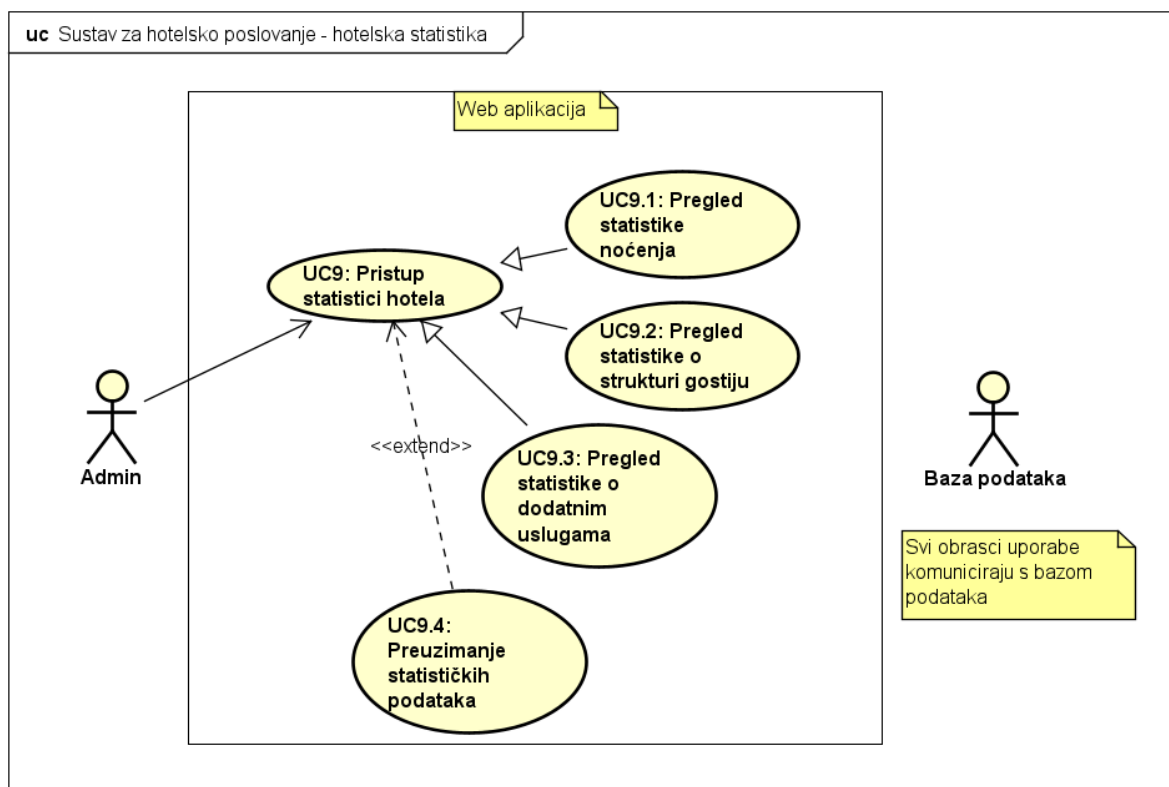 uc Sustav za hotelsko poslovanje - hotelska statistika
Web aplikacija
UC9.1: Pregled
statistike
noćenja
UC9: Pristup
statistici hotela
UC9.2: Pregled
statistike o
strukturi gostiju
Admin
<<extend>>
UC9.3: Pregled
statistike o
dodatnim
uslugama
Baza podataka
Svi obrasci uporabe
komuniciraju s bazom
podataka
UC9.4:
Preuzimanje
statističkih
podataka